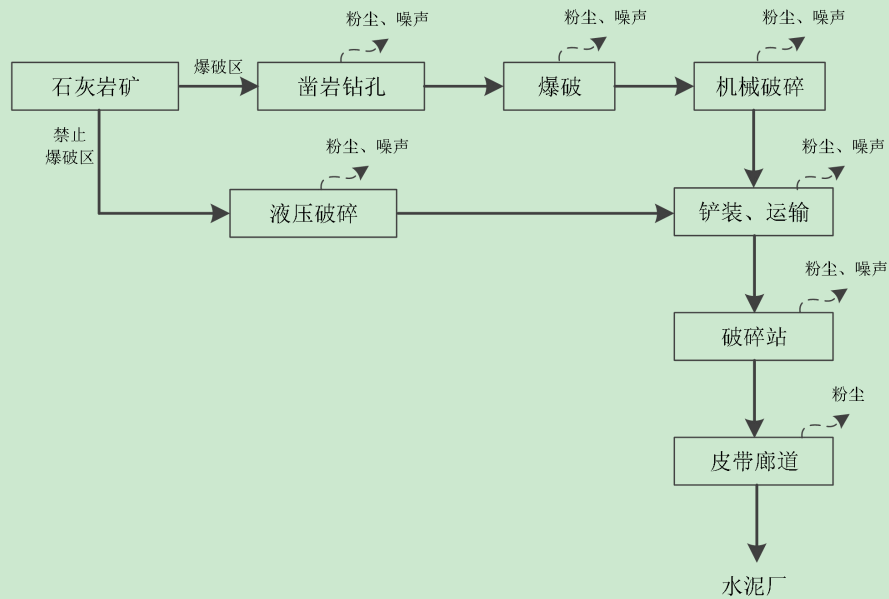 粉尘、噪声
粉尘、噪声
粉尘、噪声
石灰岩矿
爆破区
凿岩钻孔
爆破
机械破碎
禁止
爆破区
粉尘、噪声
粉尘、噪声
液压破碎
铲装、运输
粉尘、噪声
破碎站
粉尘
皮带廊道
水泥厂